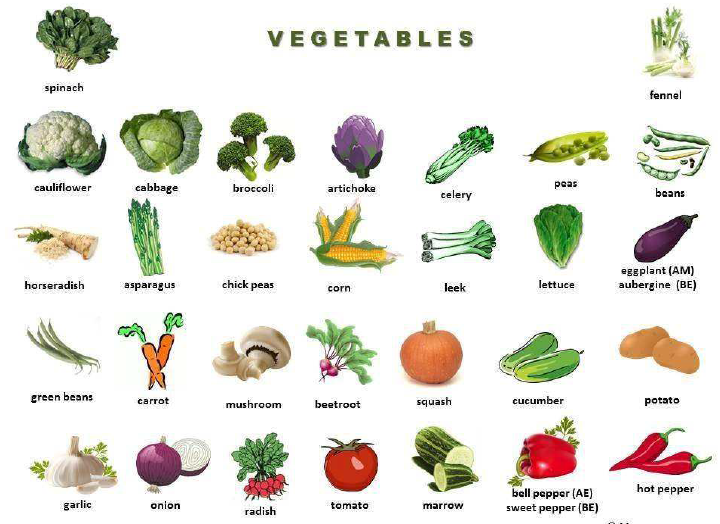 VEGETABLES
spinach
fennel
cauliflower
cabbage
broccoli
artichoke
celery
peas
beans
horseradish
asparagus
chick peas
corn
leek
lettuce
eggplant (AM)
aubergine (BE)
green beans
carrot
mushroom
beetroot
squash
cucumber
potato
garlic
onion
radish
tomato
marrow
bell pepper (AE)
sweet pepper (BE)
hot pepper